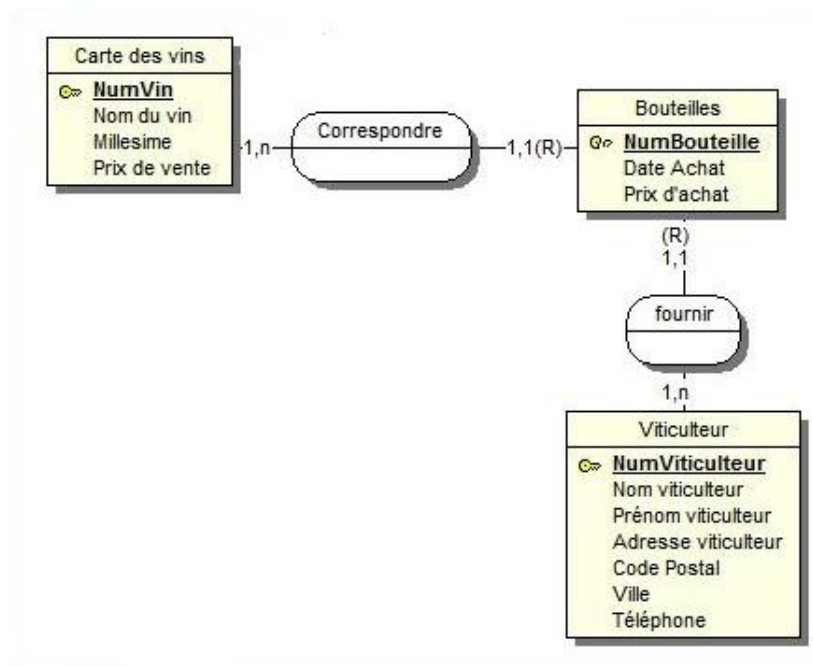 Carte des vins
NumVin
Nom du vin
Millesime
Prix de vente
1,n
Correspondre
1,1(R)
Bouteilles
NumBouteille
Date Achat
Prix d'achat
(R)
1,1
fournir
1,n
Viticulteur
NumViticulteur
Nom viticulteur
Prénom viticulteur
Adresse viticulteur
Code Postal
Ville
Téléphone